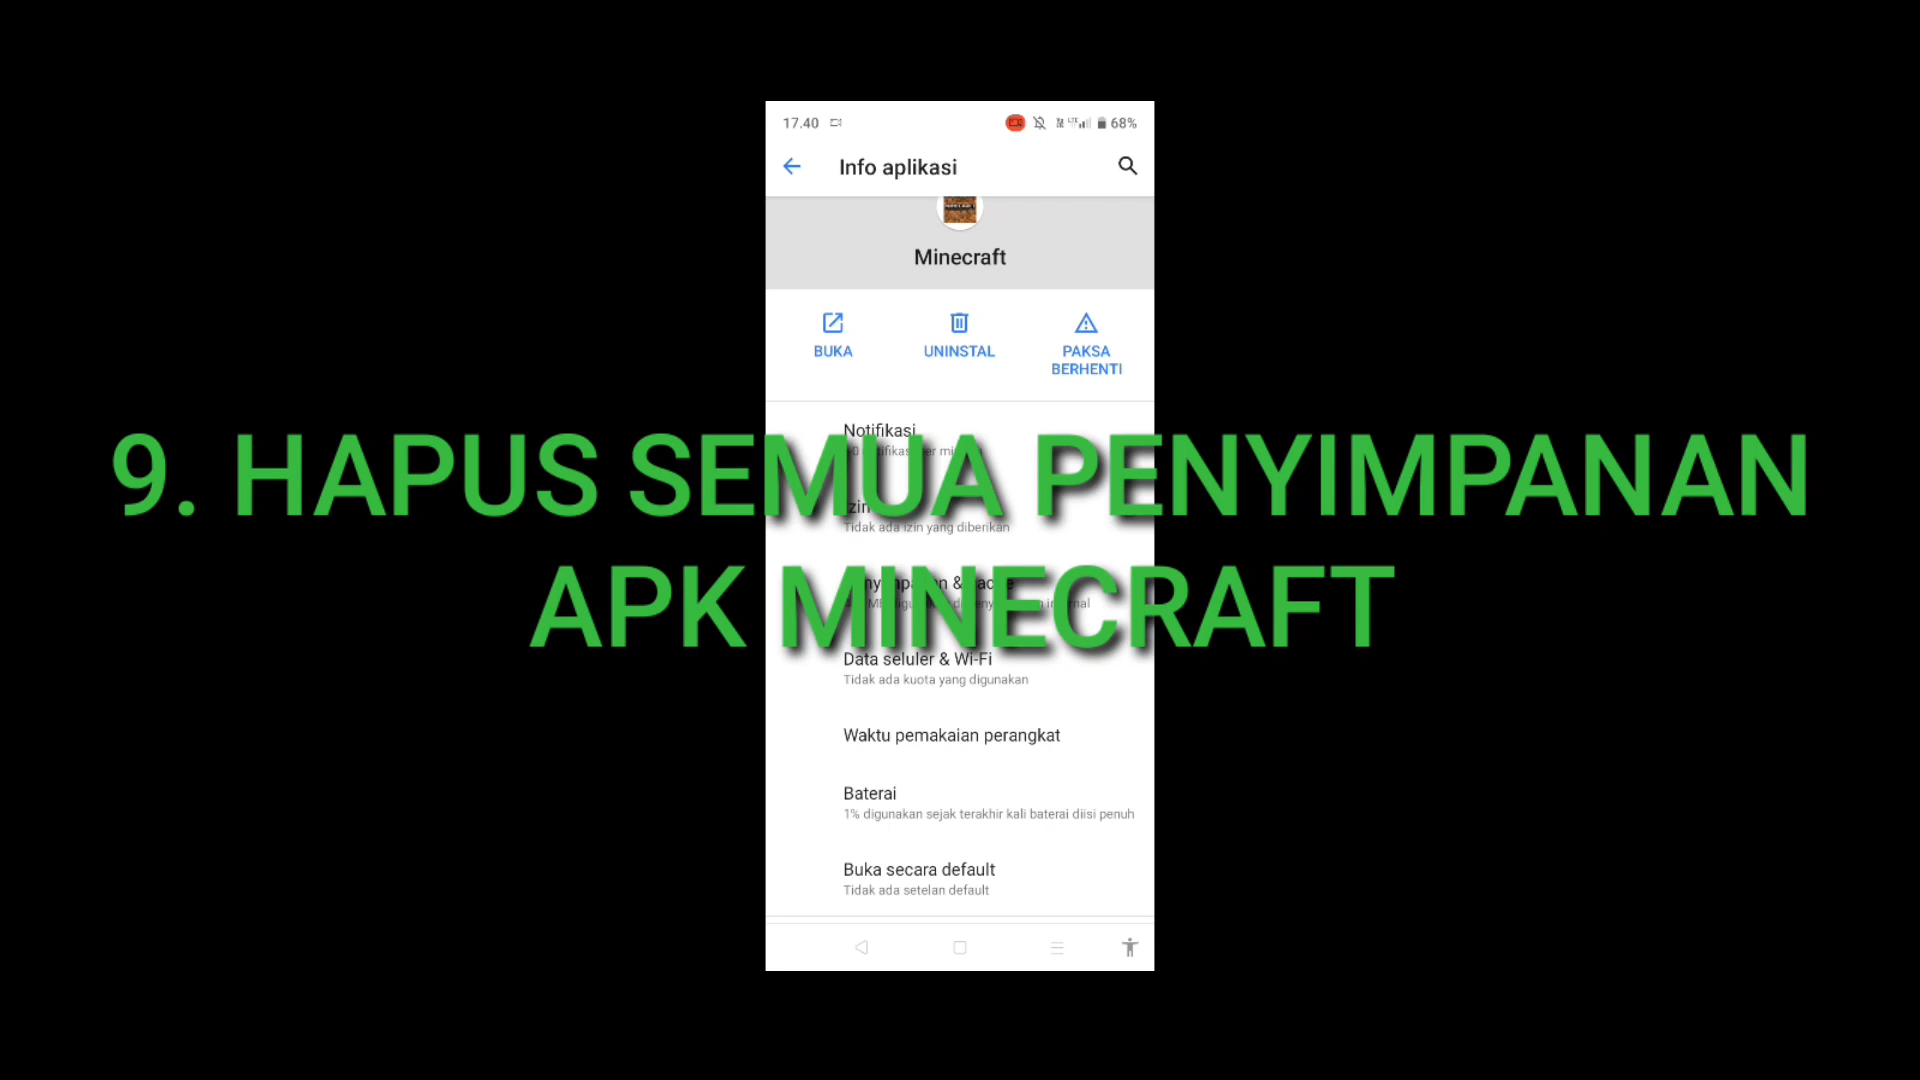 17.40
68%
Info aplikasi
Minecraft
BUKA
UNINSTAL
PAKSA
BERHENTI
Notifikasi
9. HAPUS SEMUA PENYIMPANAN
Tidak ada izin yang diberikan
APK MINECRAFT
Data seluler & Wi-Fi
Tidak ada kuota yang digunakan
Waktu pemakaian perangkat
Baterai
1% digunakan sejak terakhir kali baterai diisi penuh
Buka secara default
Tidak ada setelan default